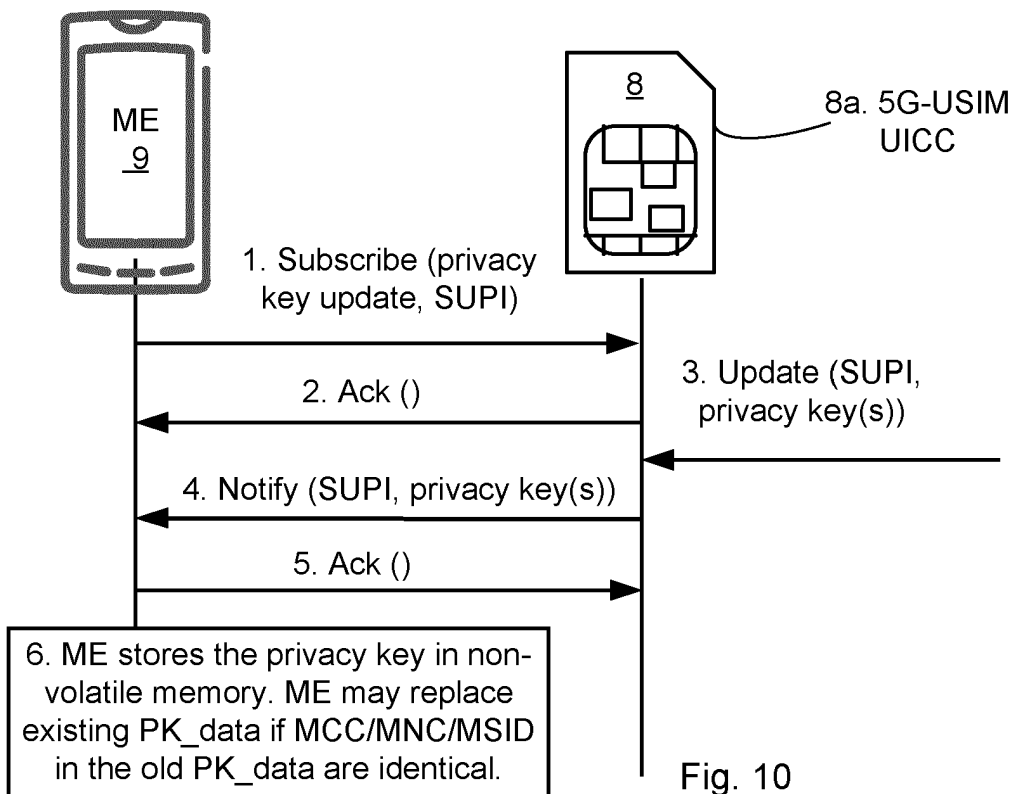 ME
9
8
8a. 5G-USIM
UICC
1. Subscribe (privacy
key update, SUPI)
2. Ack ()
3. Update (SUPI,
privacy key(s))
4. Notify (SUPI, privacy key(s))
5. Ack ()
6. ME stores the privacy key in non-
volatile memory. ME may replace
existing PK_data if MCC/MNC/MSID
in the old PK_data are identical.
Fig. 10